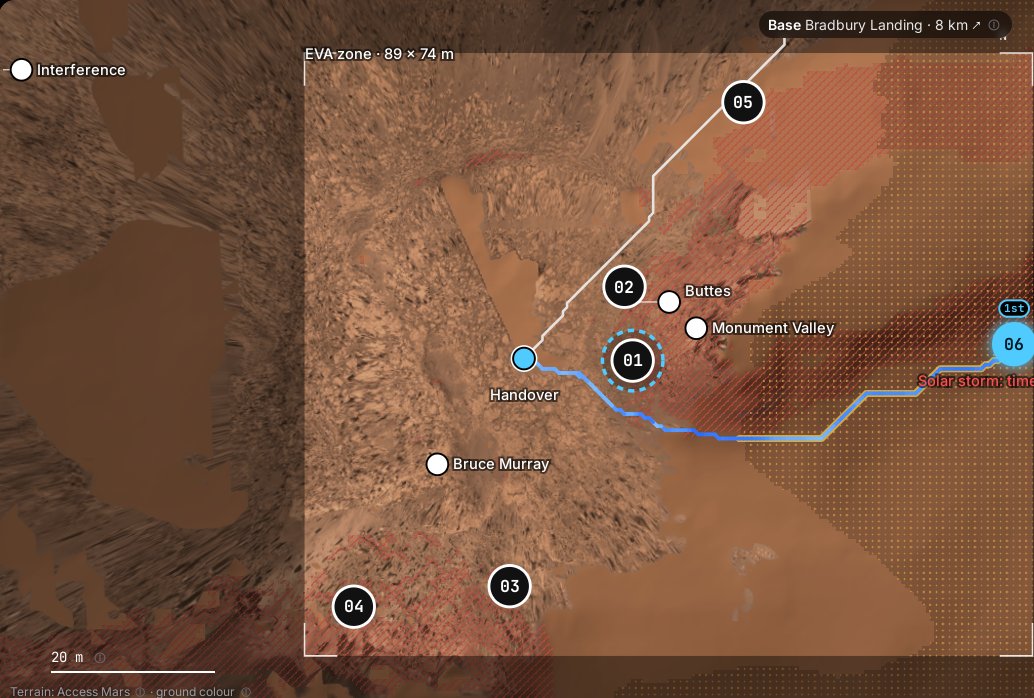 Base Bradbury Landing · 8 km ↗ ⓘ
EVA zone · 89 × 74 m
Interference
05
02
Buttes
1st
Monument Valley
06
01
Handover
Solar storm: time
Bruce Murray
03
04
20 m ⓘ
Terrain: Access Mars ⓘ · ground colour ⓘ